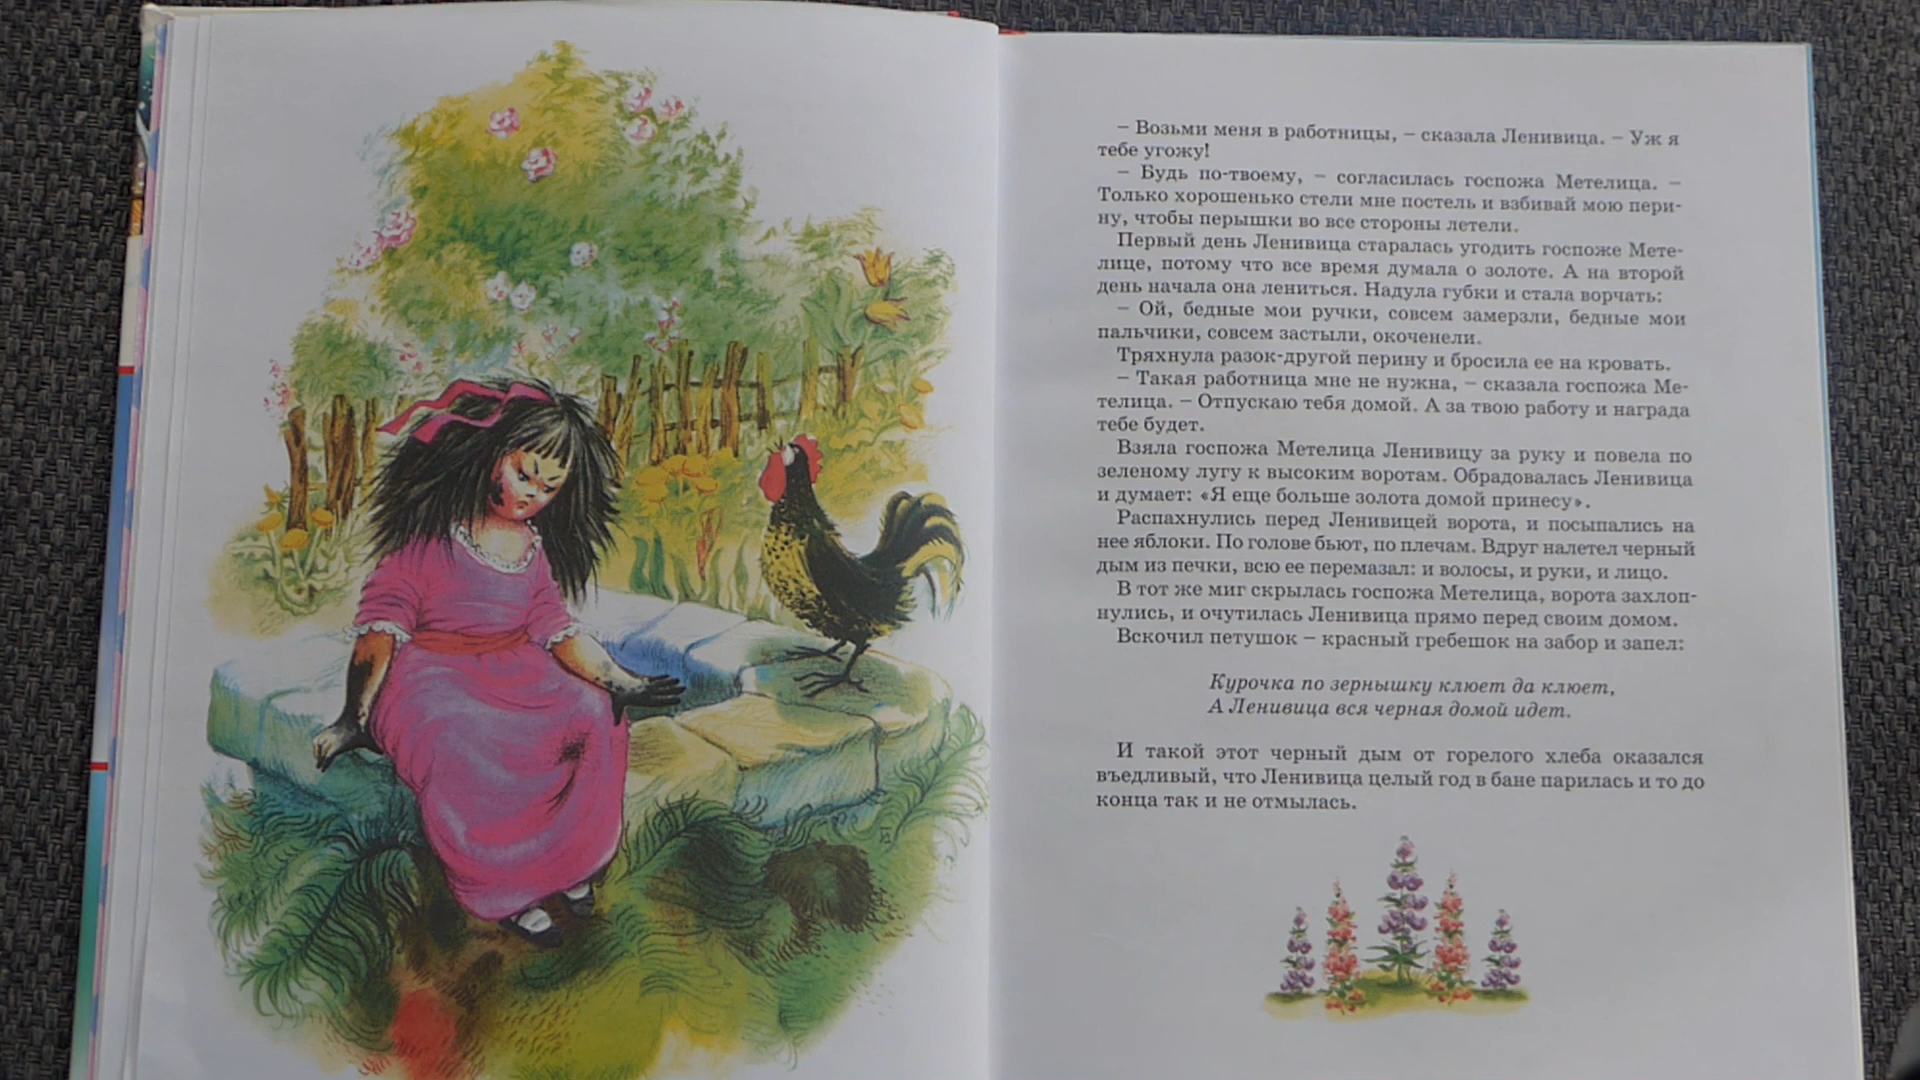 – Возьми меня в работницы, – сказала Ленивица. – Уж я
тебе угожу!
– Будь по-твоему, – согласилась госпожа Метелица. –
Только хорошенько стели мне постель и взбивай мою пери-
ну, чтобы перышки во все стороны летели.
Первый день Ленивица старалась угодить госпоже Мете-
лице, потому что все время думала о золоте. А на второй
день начала она лениться. Надула губки и стала ворчать:
– Ой, бедные мои ручки, совсем замерзли, бедные мои
пальчики, совсем застыли, окоченели.
Тряхнула разок-другой перину и бросила ее на кровать.
– Такая работница мне не нужна, – сказала госпожа Ме-
телица. – Отпускаю тебя домой. А за твою работу и награда
тебе будет.
Взяла госпожа Метелица Ленивицу за руку и повела по
зеленому лугу к высоким воротам. Обрадовалась Ленивица
и думает: «Я еще больше золота домой принесу».
Распахнулись перед Ленивицей ворота, и посыпались на
нее яблоки. По голове бьют, по плечам. Вдруг налетел черный
дым из печки, всю ее перемазал: и волосы, и руки, и лицо.
В тот же миг скрылась госпожа Метелица, ворота захлоп-
нулись, и очутилась Ленивица прямо перед своим домом.
Вскочил петушок – красный гребешок на забор и запел:
Курочка по зернышку клюет да клюет,
А Ленивица вся черная домой идет.
И такой этот черный дым от горелого хлеба оказался
въедливый, что Ленивица целый год в бане парилась и то до
конца так и не отмылась.